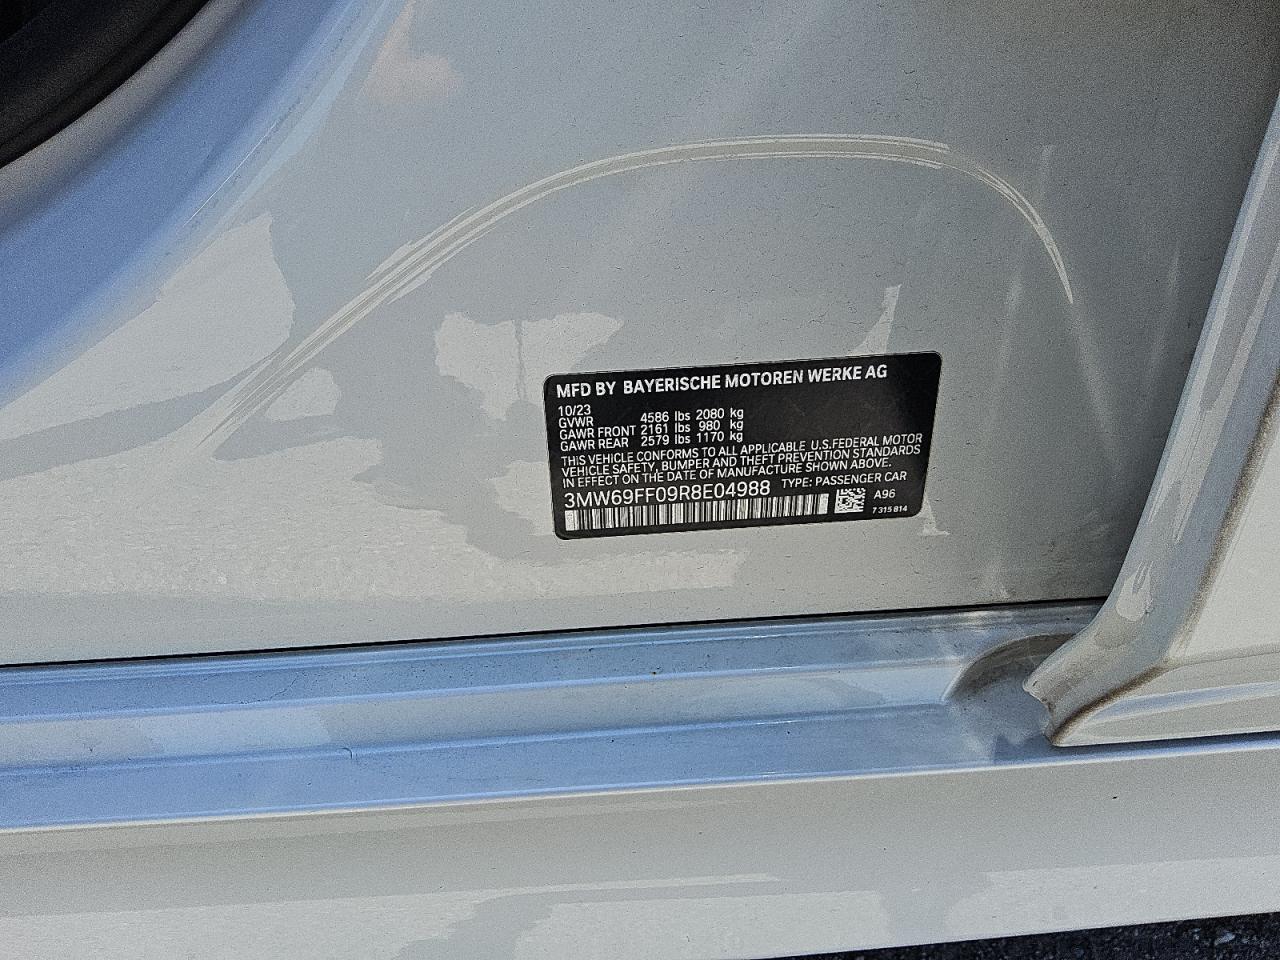 MFD BY BAYERISCHE MOTOREN WERKE AG
10/23
GVWR 4586 lbs 2080 kg
GAWR FRONT 2161 lbs 980 kg
GAWR REAR 2579 lbs 1170 kg
THIS VEHICLE CONFORMS TO ALL APPLICABLE U.S.FEDERAL MOTOR
VEHICLE SAFETY, BUMPER AND THEFT PREVENTION STANDARDS
IN EFFECT ON THE DATE OF MANUFACTURE SHOWN ABOVE.
3MW69FF09R8E04988 TYPE: PASSENGER CAR
A96
7 315 814